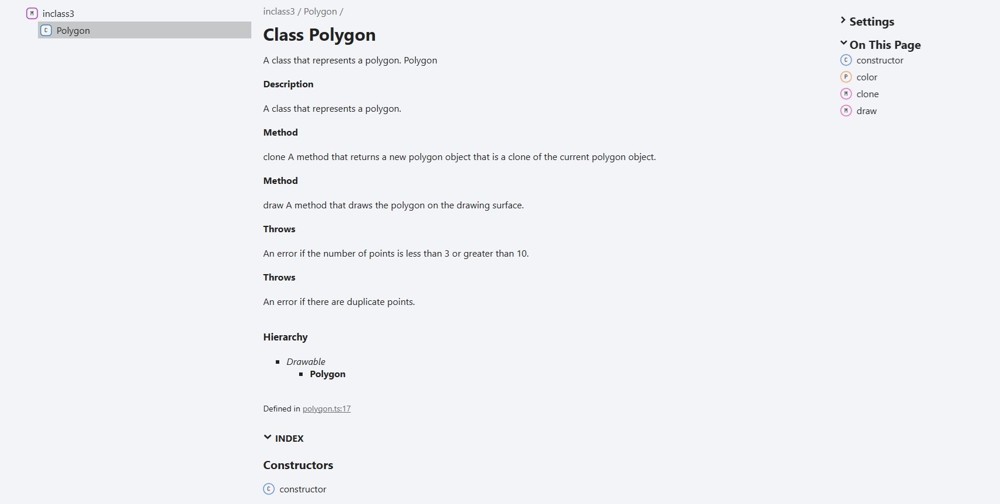 M inclass3
C Polygon
inclass3 / Polygon /
Class Polygon
A class that represents a polygon. Polygon
Description
A class that represents a polygon.
Method
clone A method that returns a new polygon object that is a clone of the current polygon object.
Method
draw A method that draws the polygon on the drawing surface.
Throws
An error if the number of points is less than 3 or greater than 10.
Throws
An error if there are duplicate points.
Hierarchy
Drawable
Polygon
Defined in polygon.ts:17
INDEX
Constructors
C constructor
Settings
On This Page
C constructor
P color
M clone
M draw